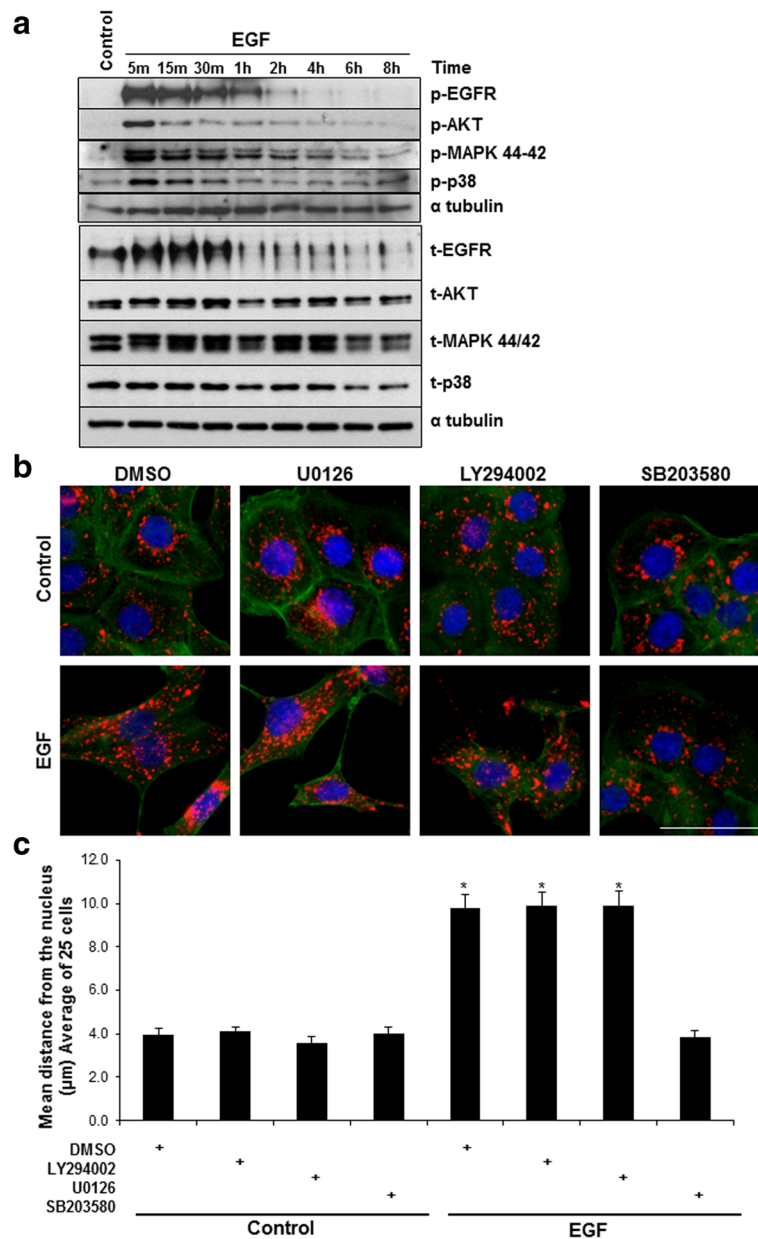 a
Control
EGF
5m 15m 30m 1h 2h 4h 6h 8h Time
p-EGFR
p-AKT
p-MAPK 44-42
p-p38
α tubulin
t-EGFR
t-AKT
t-MAPK 44/42
t-p38
α tubulin
b
DMSO U0126 LY294002 SB203580
Control
EGF
c
Mean distance from the nucleus
(µm) Average of 25 cells
12.0
10.0
8.0
6.0
4.0
2.0
0.0
* * *
DMSO + +
LY294002 + +
U0126 + +
SB203580 + +
Control EGF